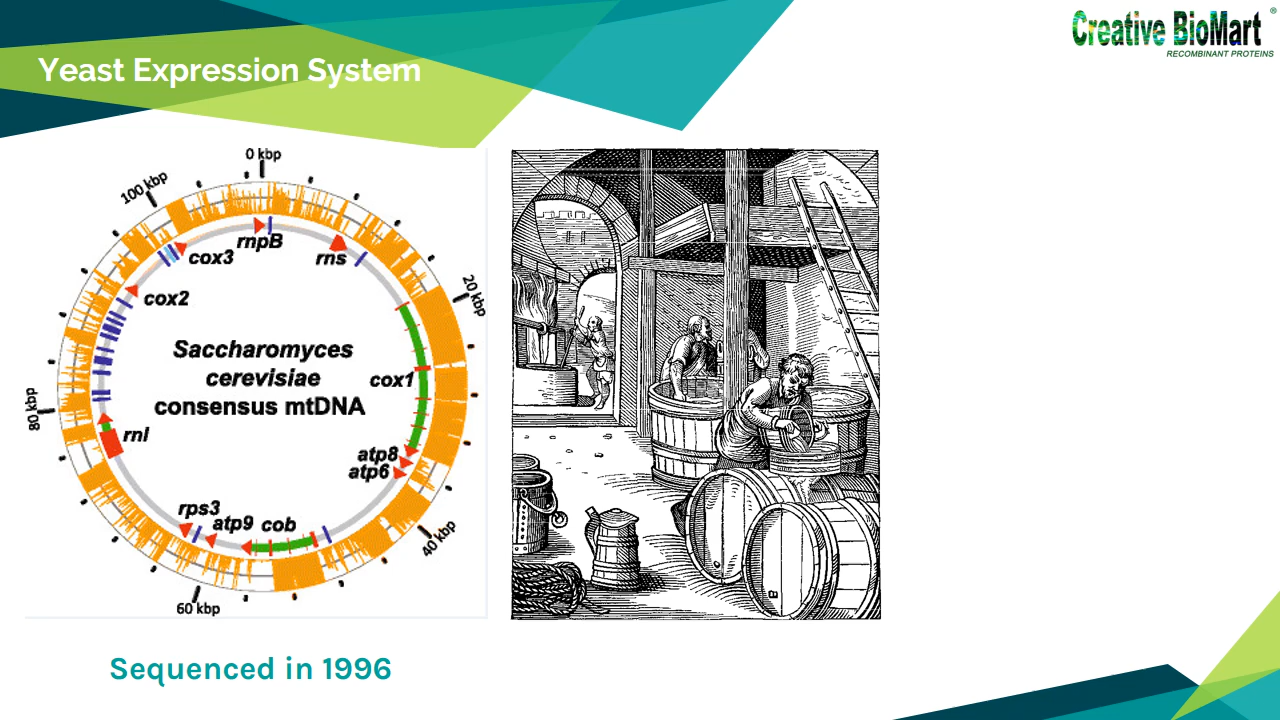 Creative BioMart ®
RECOMBINANT PROTEINS
Yeast Expression System
0 kbp
100 kbp
rnpB
cox3
rns
20 kbp
cox2
Saccharomyces
cerevisiae
consensus mtDNA
cox1
80 kbp
rnl
atp8
atp6
rps3
atp9
cob
40 kbp
60 kbp
Sequenced in 1996